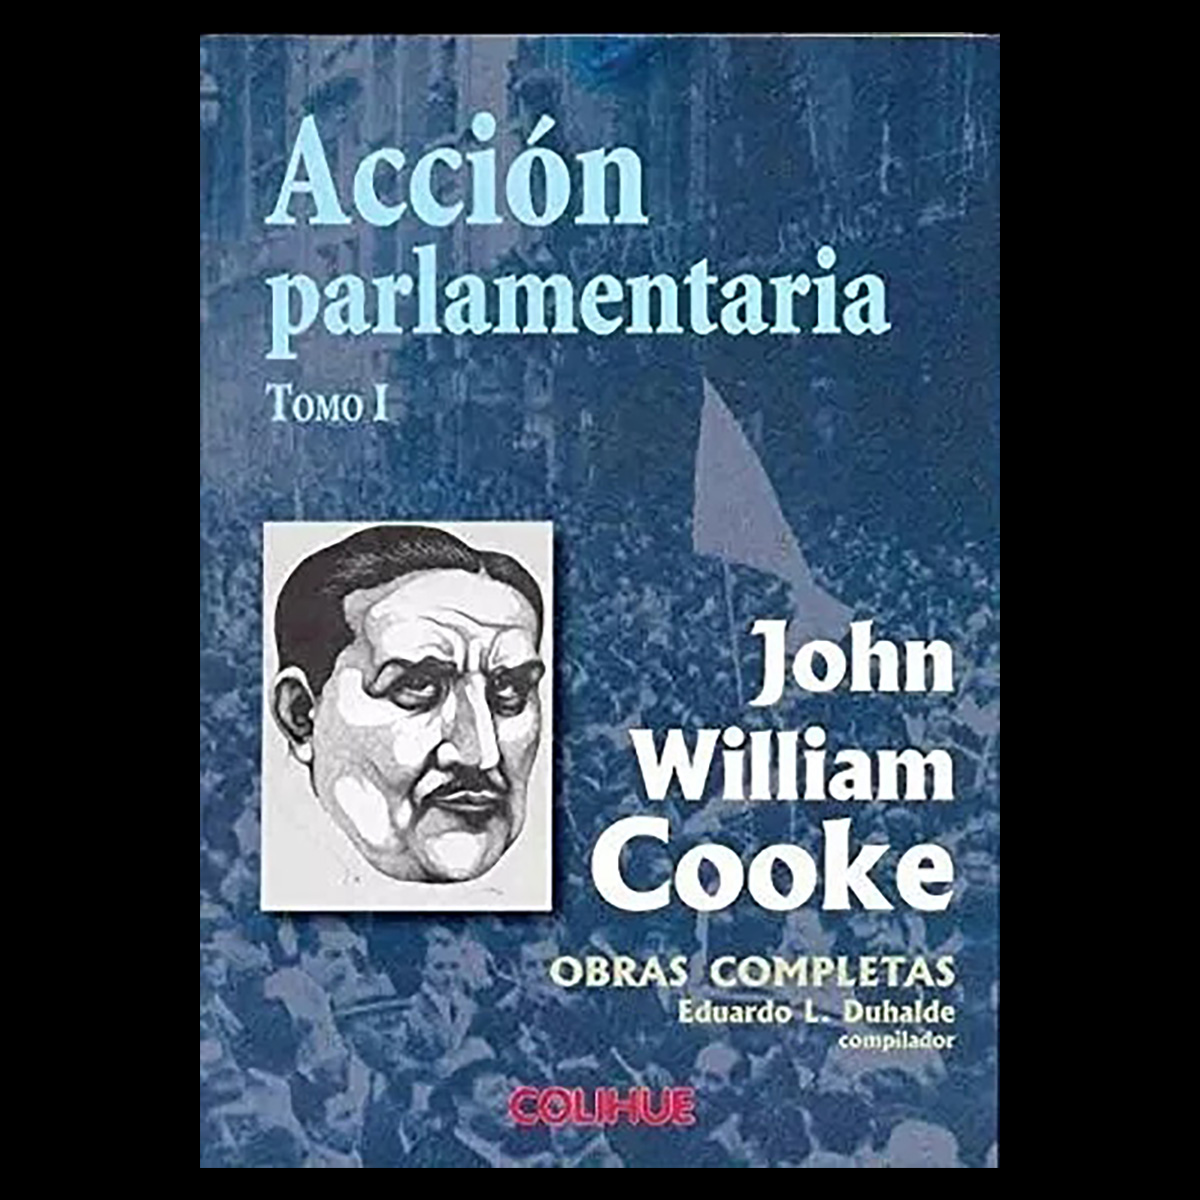 Acción
parlamentaria
TOMO I
John
William
Cooke
OBRAS COMPLETAS
Eduardo L. Duhalde
compilador
COLIHUE